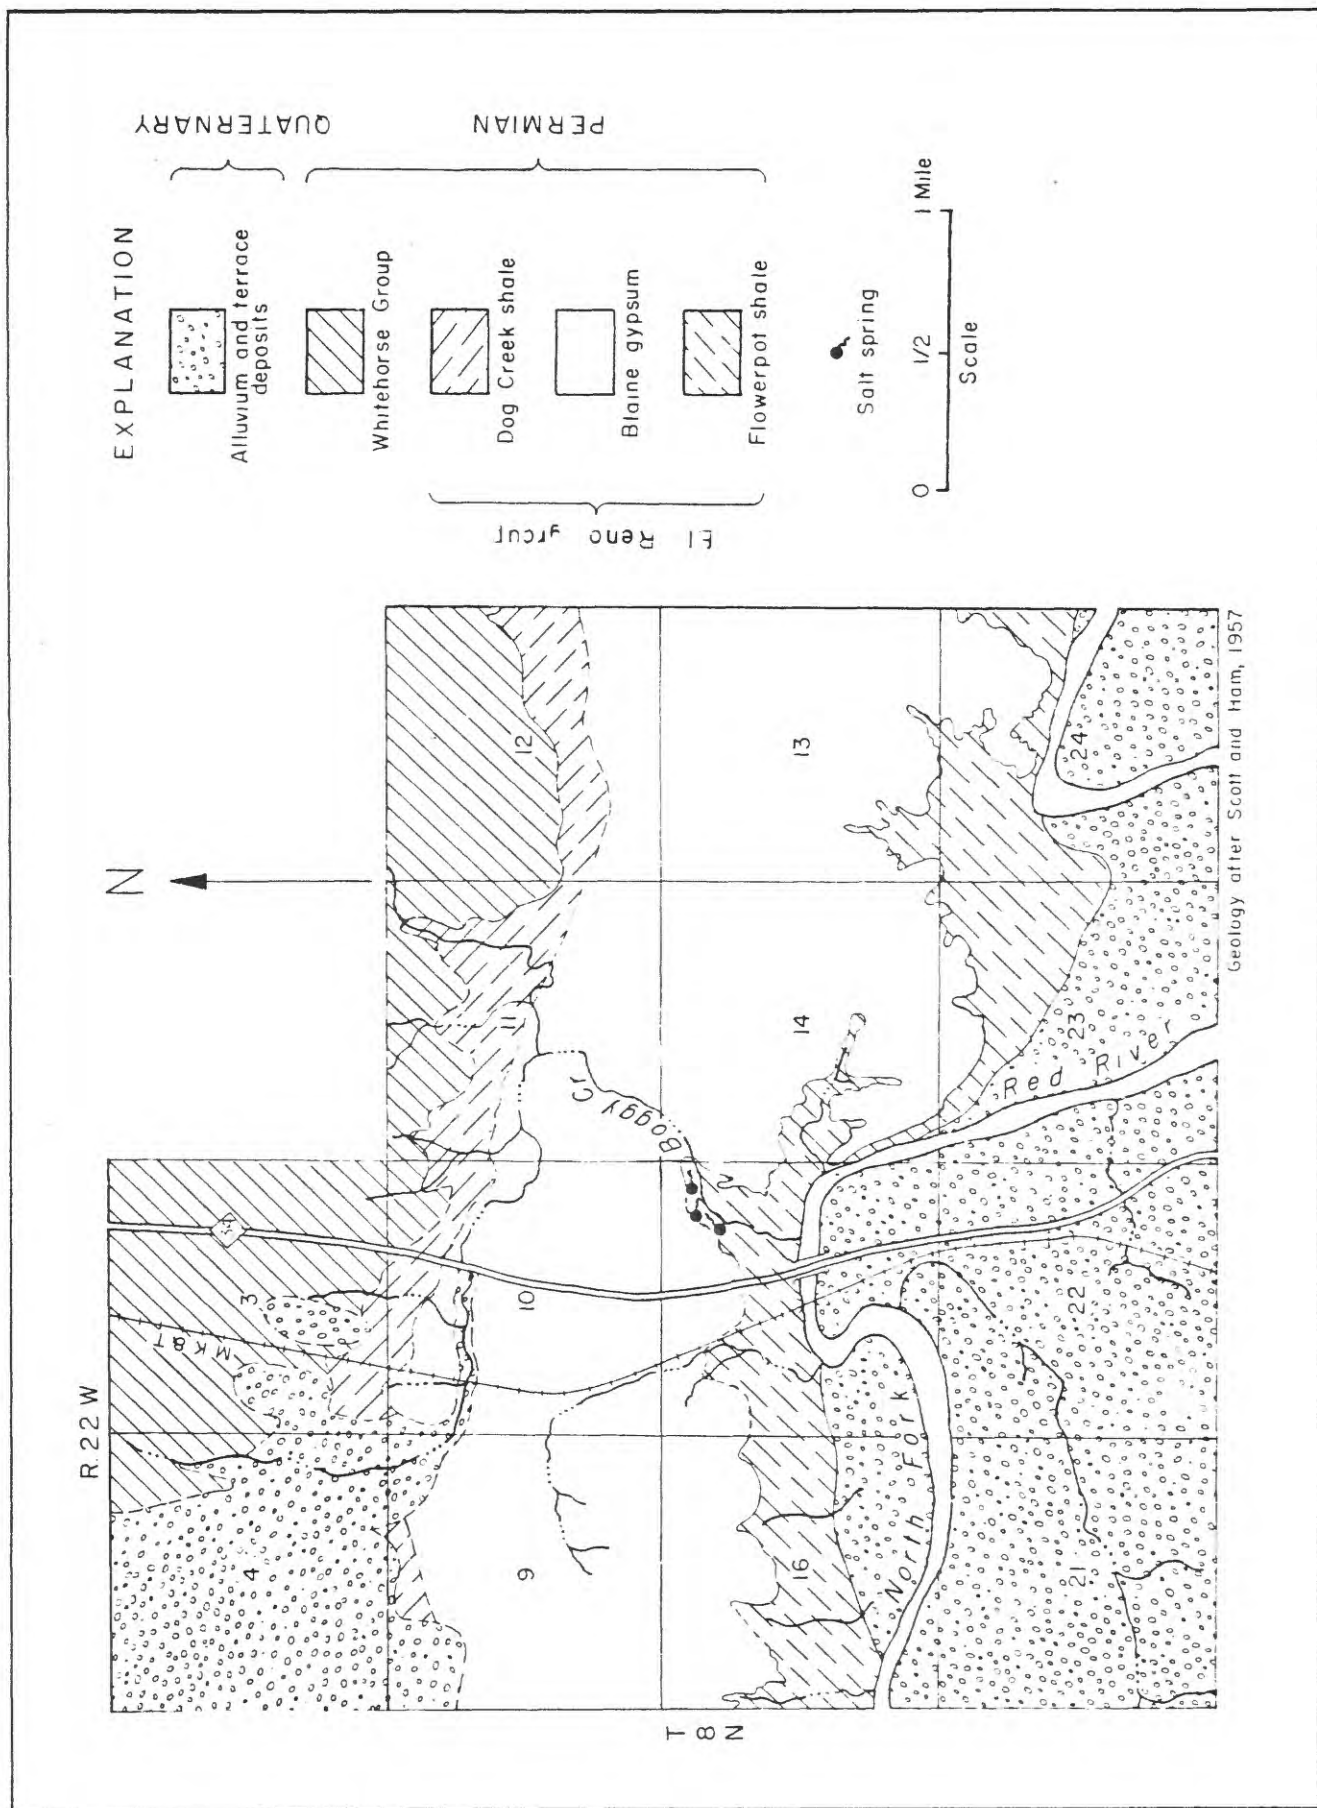 EXPLANATION
QUATERNARY
PERMIAN
Alluvium and terrace
deposits
Whitehorse Group
Dog Creek shale
Blaine gypsum
Flowerpot shale
El Reno
Salt spring
0
1/2
1 Mile
Scale
N
R. 22 W
T
8
N
MK&T
3
4
9
10
11
12
13
14
16
21
22
23
24
Boggy Cr
North Fork
Red River
Geology after Scott and Ham, 1957